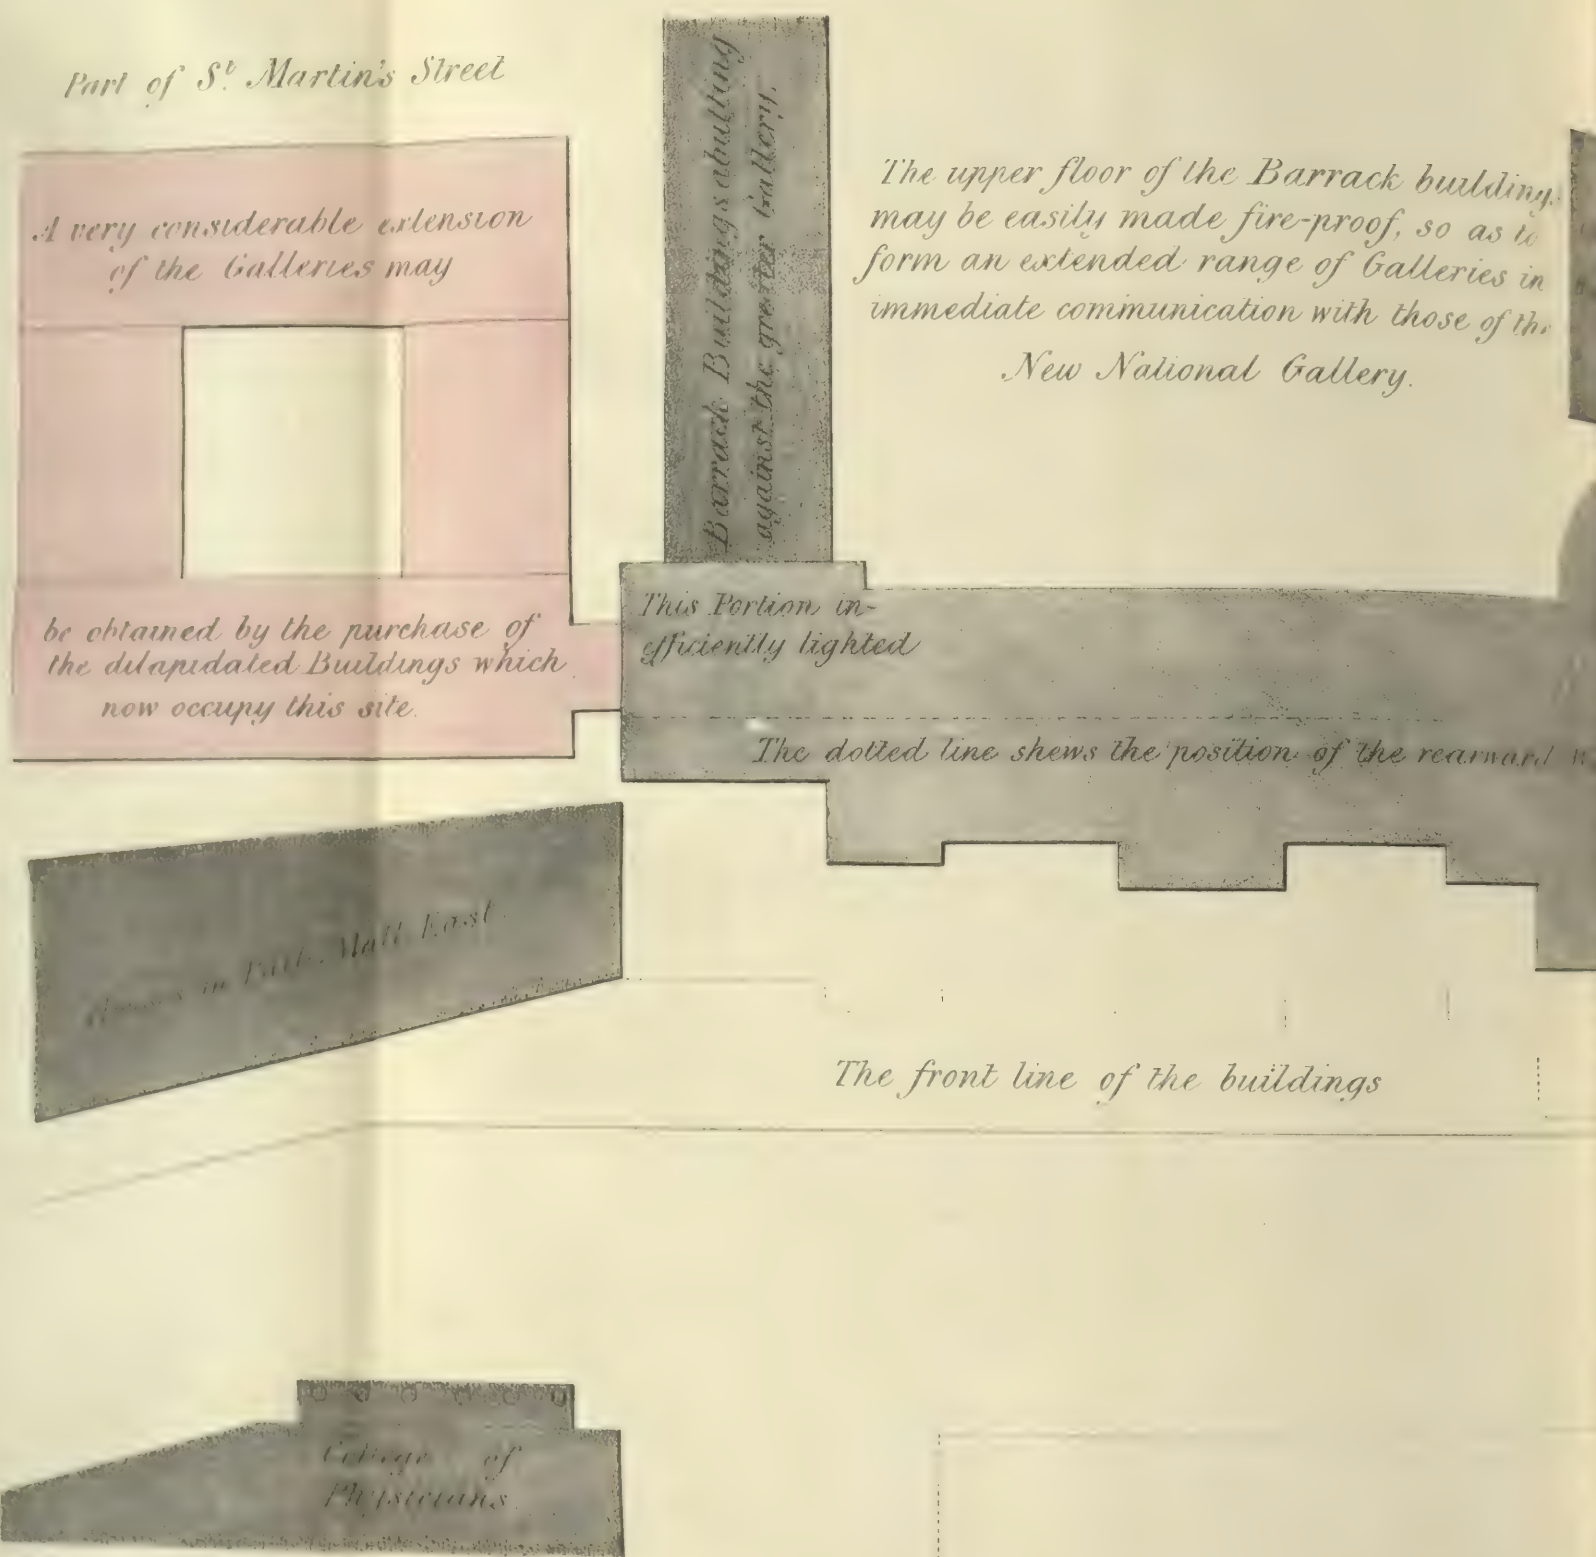 Part of S.t Martin's Street
A very considerable extension
of the Galleries may
be obtained by the purchase of
the dilapidated Buildings which
now occupy this site.
Barrack Buildings abutting
against the greater Gallery.
The upper floor of the Barrack buildings
may be easily made fire-proof, so as to
form an extended range of Galleries in
immediate communication with those of the
New National Gallery.
This Portion in-
efficiently lighted
The dotted line shews the position of the rearward
Houses in Pall Mall East
The front line of the buildings
College of
Physicians